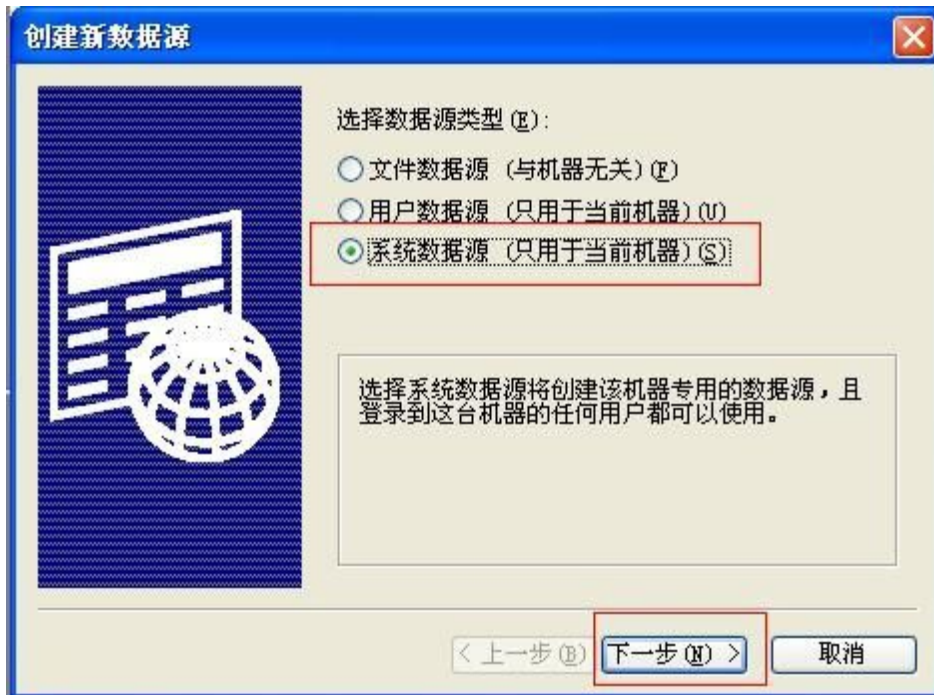 创建新数据源
选择数据源类型(E):
文件数据源 (与机器无关)(F)
用户数据源 (只用于当前机器)(U)
系统数据源 (只用于当前机器)(S)
选择系统数据源将创建该机器专用的数据源，且
登录到这台机器的任何用户都可以使用。
< 上一步(B) 下一步(N) > 取消